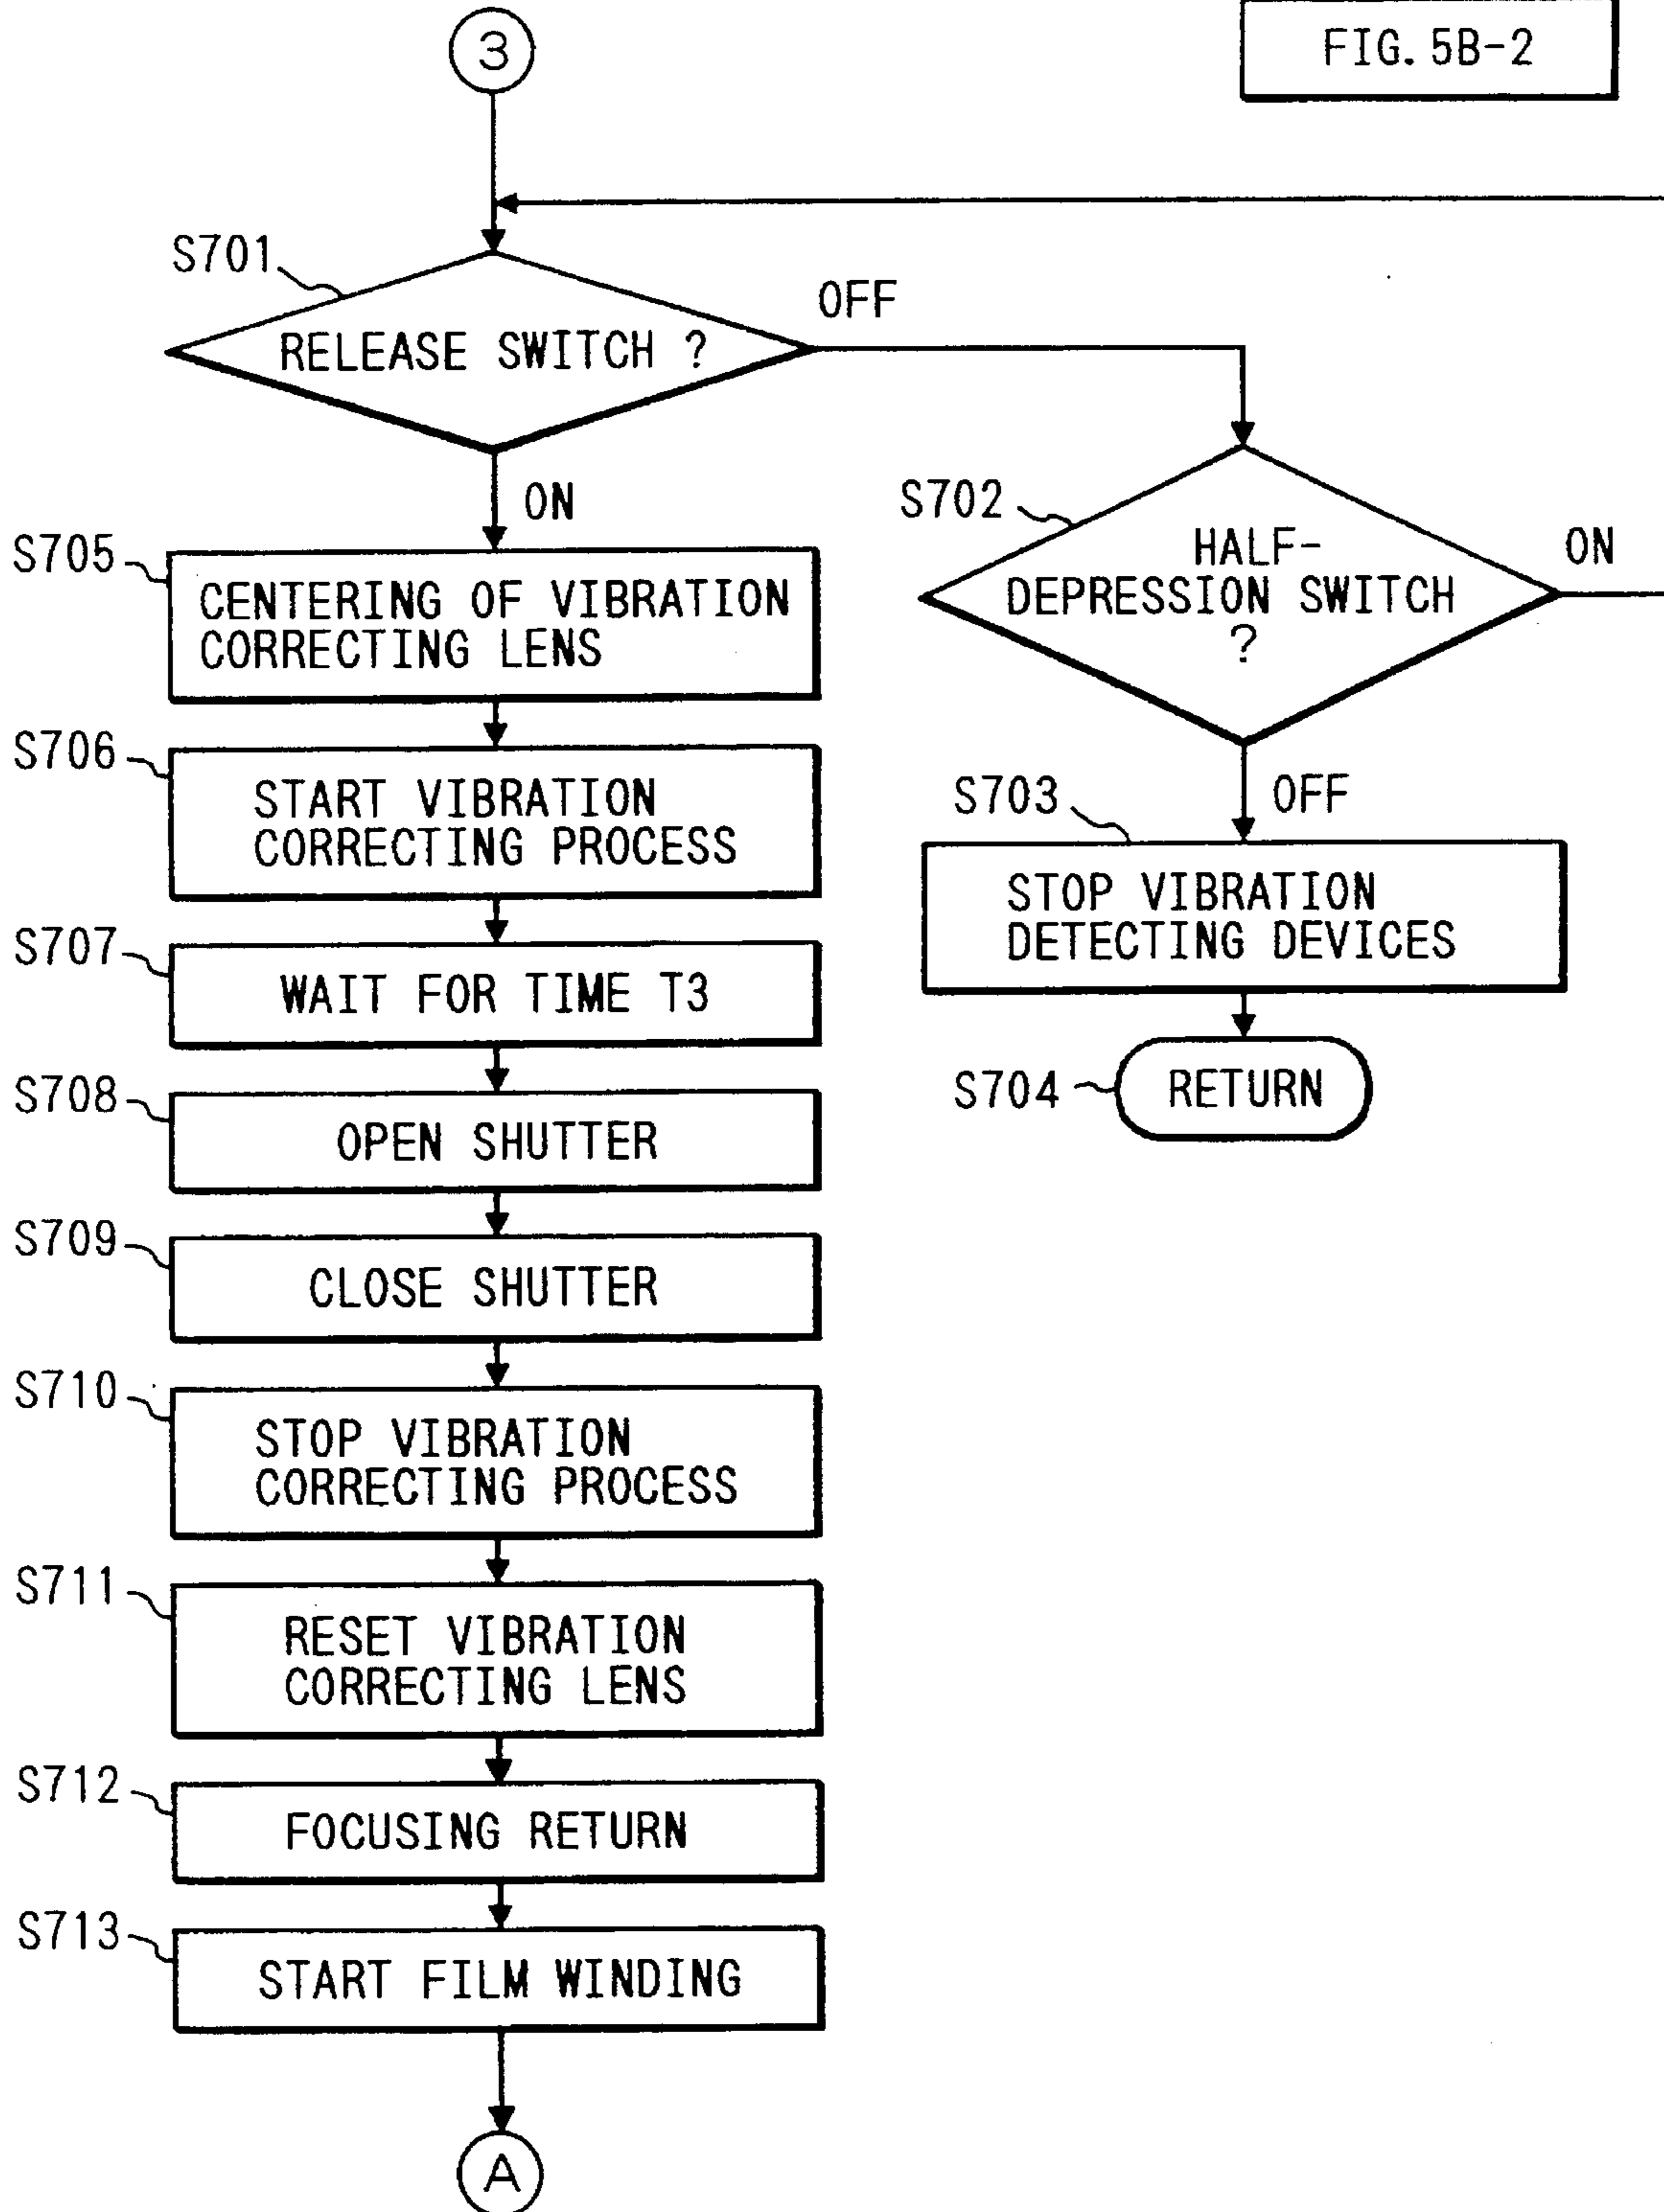 3
FIG. 5B-2
S701
RELEASE SWITCH ?
OFF
ON
S702
HALF-
DEPRESSION SWITCH
?
ON
OFF
S703
STOP VIBRATION
DETECTING DEVICES
S704
RETURN
S705
CENTERING OF VIBRATION
CORRECTING LENS
S706
START VIBRATION
CORRECTING PROCESS
S707
WAIT FOR TIME T3
S708
OPEN SHUTTER
S709
CLOSE SHUTTER
S710
STOP VIBRATION
CORRECTING PROCESS
S711
RESET VIBRATION
CORRECTING LENS
S712
FOCUSING RETURN
S713
START FILM WINDING
A